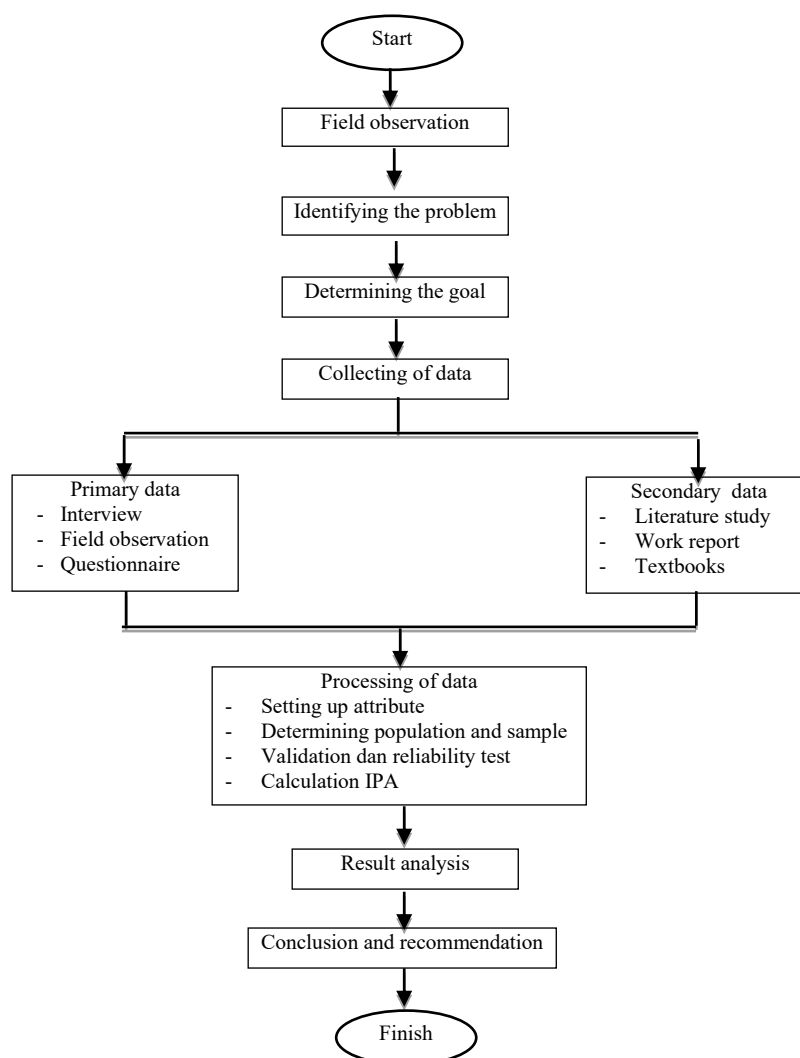 Start
Field observation
Identifying the problem
Determining the goal
Collecting of data
Primary data
- Interview
- Field observation
- Questionnaire
Secondary data
- Literature study
- Work report
- Textbooks
Processing of data
- Setting up attribute
- Determining population and sample
- Validation dan reliability test
- Calculation IPA
Result analysis
Conclusion and recommendation
Finish